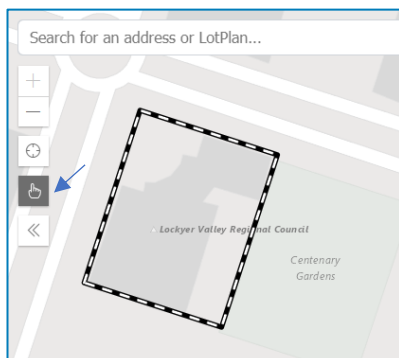 Search for an address or LotPlan...
Lockyer Valley Regional Council
Centenary
Gardens